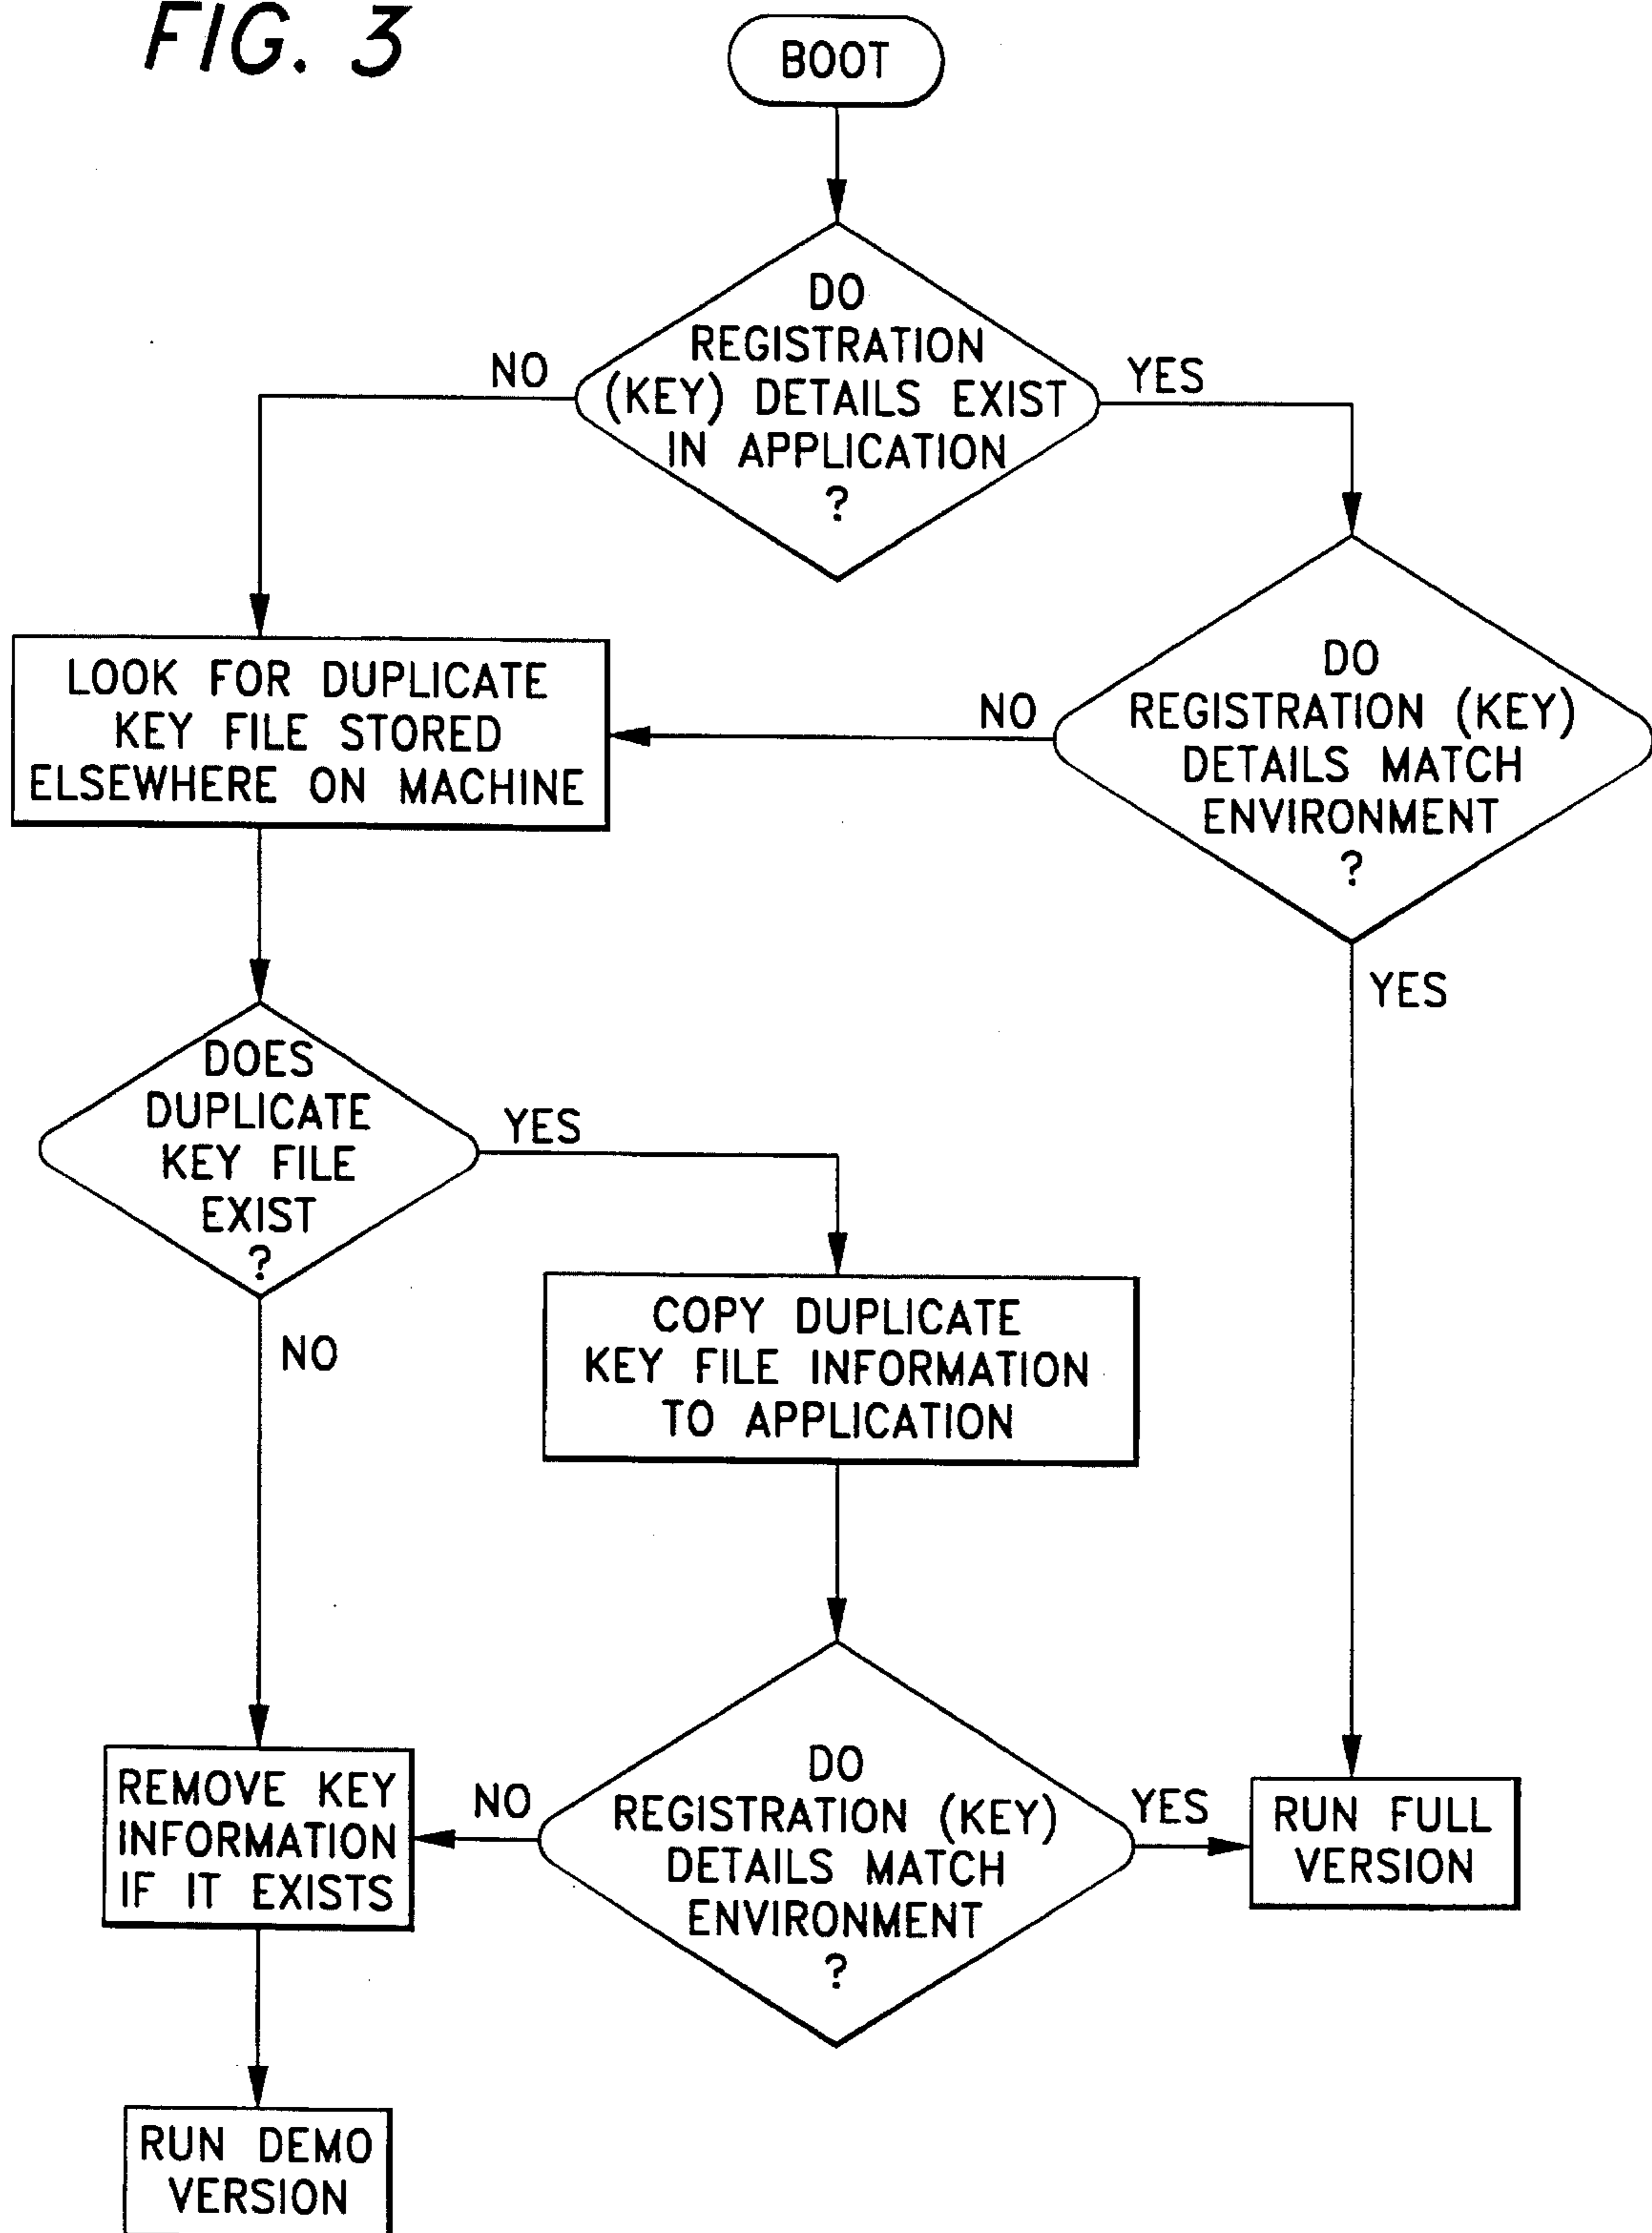 FIG. 3
BOOT
DO
REGISTRATION
(KEY) DETAILS EXIST
IN APPLICATION
?
NO
YES
LOOK FOR DUPLICATE
KEY FILE STORED
ELSEWHERE ON MACHINE
NO
DO
REGISTRATION (KEY)
DETAILS MATCH
ENVIRONMENT
?
YES
DOES
DUPLICATE
KEY FILE
EXIST
?
YES
NO
COPY DUPLICATE
KEY FILE INFORMATION
TO APPLICATION
REMOVE KEY
INFORMATION
IF IT EXISTS
NO
DO
REGISTRATION (KEY)
DETAILS MATCH
ENVIRONMENT
?
YES
RUN FULL
VERSION
RUN DEMO
VERSION